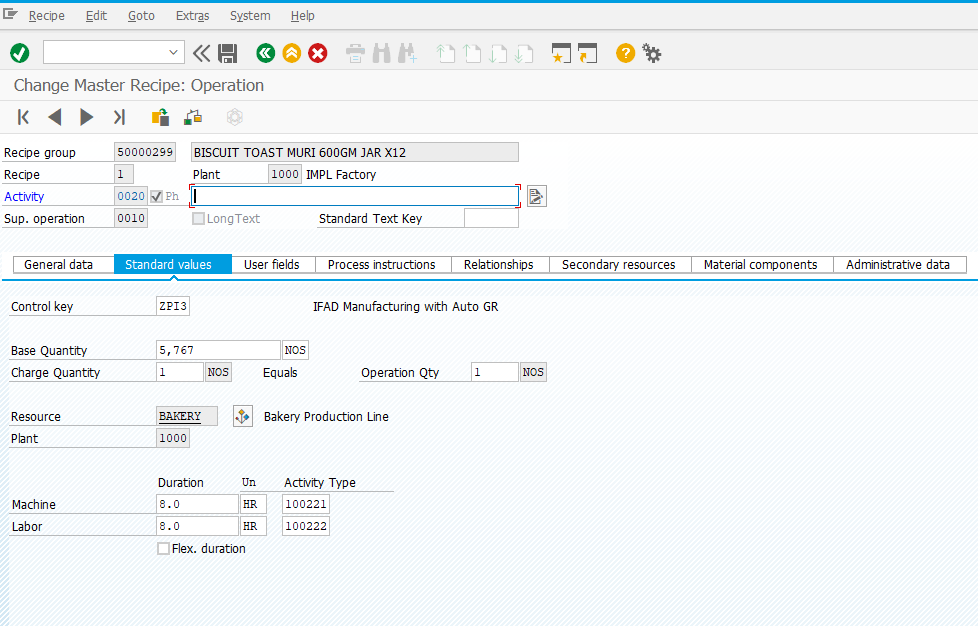 Recipe Edit Goto Extras System Help
Change Master Recipe: Operation
Recipe group 50000299 BISCUIT TOAST MURI 600GM JAR X12
Recipe 1 Plant 1000 IMPL Factory
Activity 0020 Ph
Sup. operation 0010 LongText Standard Text Key
General data Standard values User fields Process instructions Relationships Secondary resources Material components Administrative data
Control key ZPI3 IFAD Manufacturing with Auto GR
Base Quantity 5,767 NOS
Charge Quantity 1 NOS Equals Operation Qty 1 NOS
Resource BAKERY Bakery Production Line
Plant 1000
Duration Un Activity Type
Machine 8.0 HR 100221
Labor 8.0 HR 100222
Flex. duration